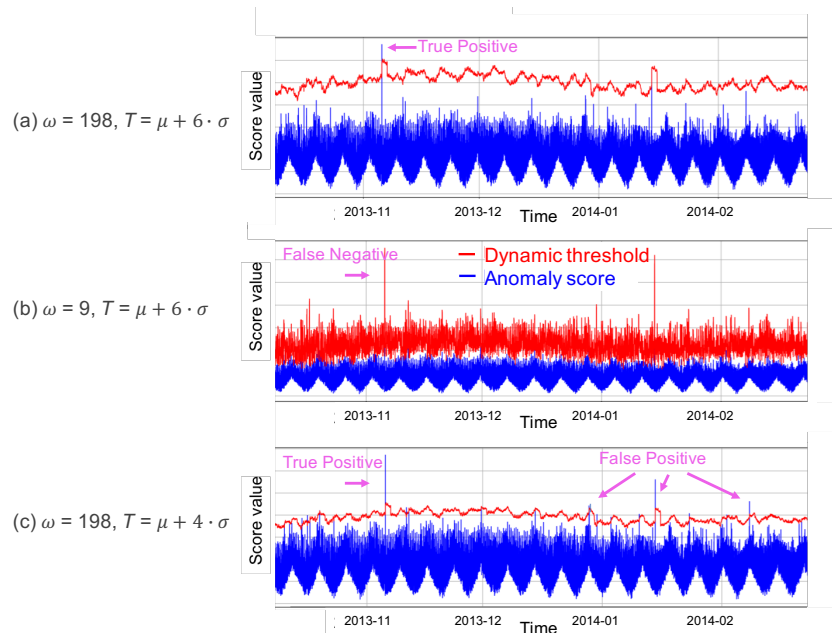 True Positive
(a) ω = 198, T = μ + 6 · σ
Score value
2013-11
2013-12
2014-01
2014-02
Time
False Negative
Dynamic threshold
Anomaly score
(b) ω = 9, T = μ + 6 · σ
Score value
2013-11
2013-12
2014-01
2014-02
Time
True Positive
False Positive
(c) ω = 198, T = μ + 4 · σ
Score value
2013-11
2013-12
2014-01
2014-02
Time